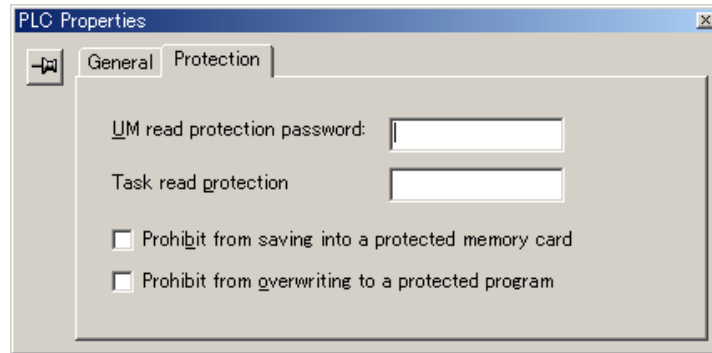 PLC Properties
General Protection
UM read protection password:
Task read protection
Prohibit from saving into a protected memory card
Prohibit from overwriting to a protected program